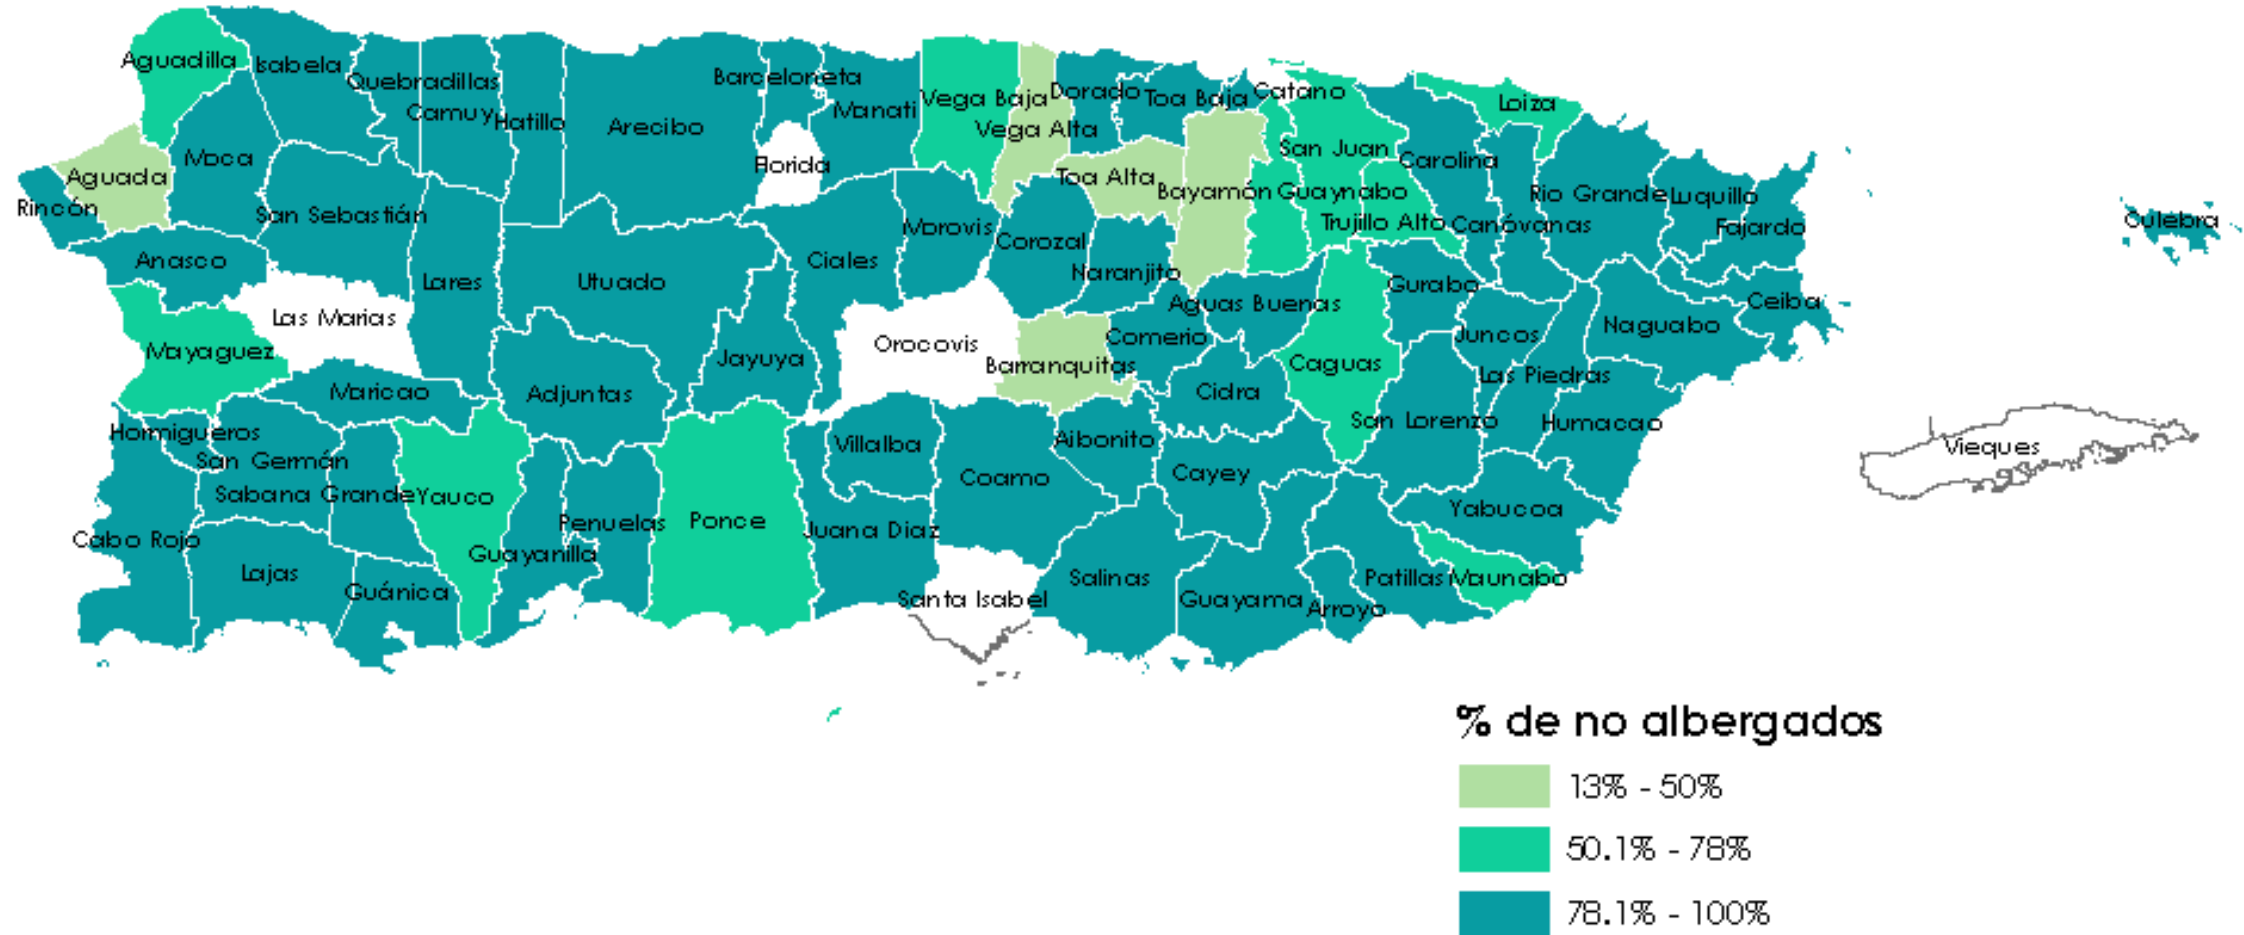 Aguadilla
Isabela
Quebradillas
Camuy
Hatillo
Arecibo
Barceloneta
Manati
Vega Baja
Vega Alta
Dorado
Toa Baja
Catano
Loiza
Moca
Aguada
Rincón
San Sebastián
Florida
Toa Alta
Bayamón
Guaynabo
San Juan
Trujillo Alto
Carolina
Canóvanas
Rio Grande
Luquillo
Fajardo
Culebra
Anasco
Lares
Utuado
Ciales
Morovis
Corozal
Naranjito
Aguas Buenas
Gurabo
Ceiba
Las Marias
Mayaguez
Maricao
Adjuntas
Jayuya
Orocovis
Barranquitas
Comerio
Cidra
Caguas
Juncos
Naguabo
Las Piedras
San Lorenzo
Humacao
Vieques
Hormigueros
San Germán
Sabana Grande
Yauco
Guayanilla
Penuelas
Ponce
Villalba
Juana Diaz
Coamo
Aibonito
Cayey
Yabucoa
Cabo Rojo
Lajas
Guánica
Santa Isabel
Salinas
Guayama
Arroyo
Patillas
Maunabo
% de no albergados
13% - 50%
50.1% - 78%
78.1% - 100%